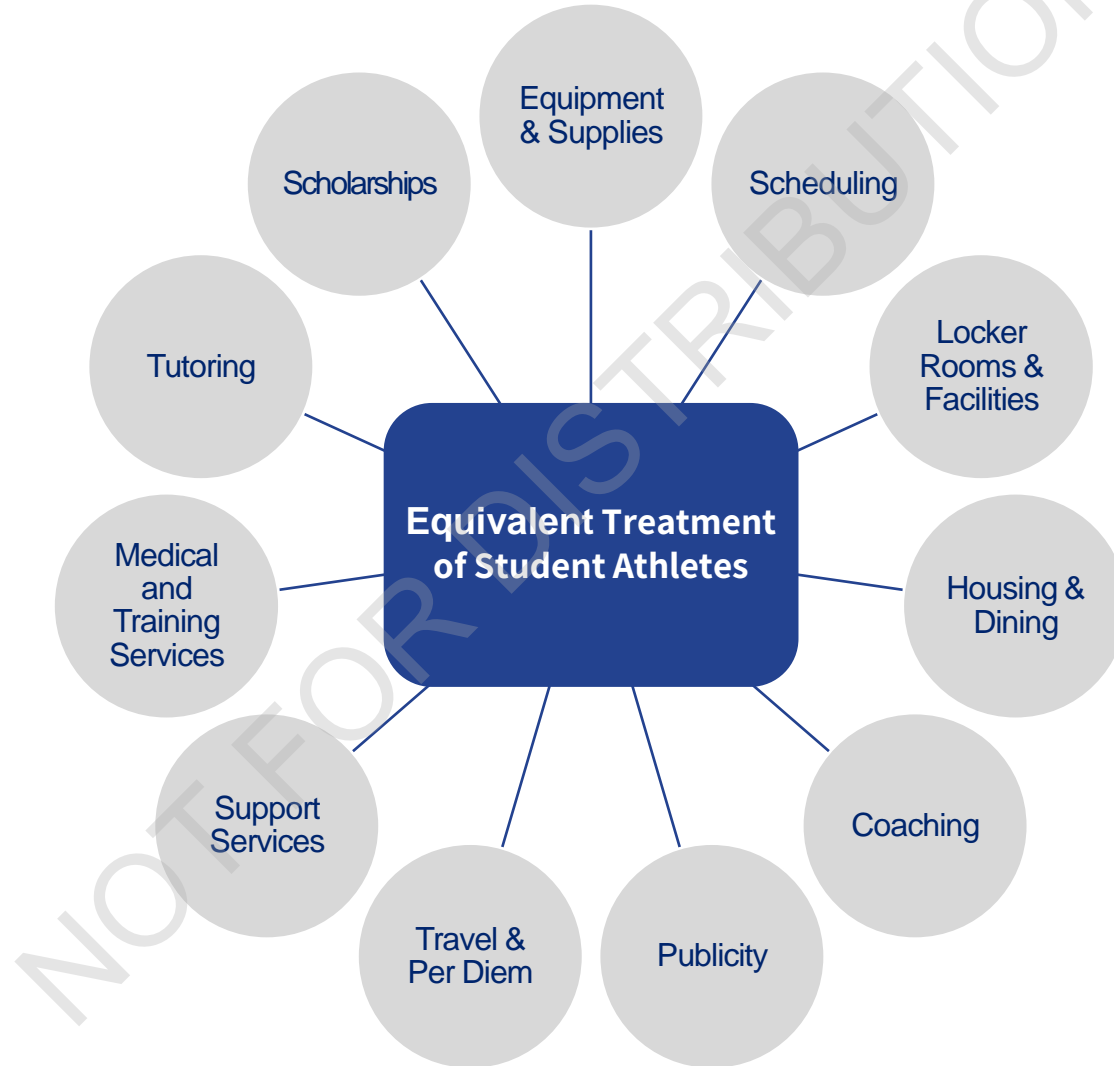 Equipment
& Supplies
Scheduling
Locker
Rooms &
Facilities
Housing &
Dining
Coaching
Publicity
Travel &
Per Diem
Support
Services
Medical
and
Training
Services
Tutoring
Scholarships
Equivalent Treatment
of Student Athletes
NOT FOR DISTRIBUTION